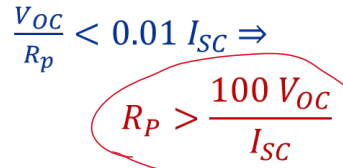 V_OC / R_p < 0.01 I_SC ⇒
R_P > 100 V_OC / I_SC